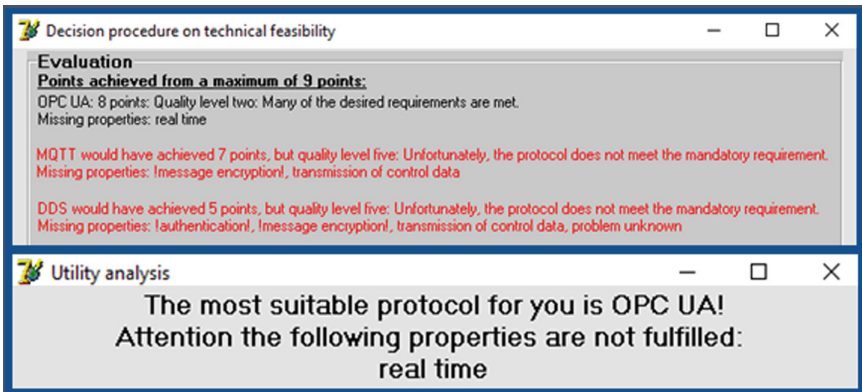 Decision procedure on technical feasibility
Evaluation
Points achieved from a maximum of 9 points:
OPC UA: 8 points: Quality level two: Many of the desired requirements are met.
Missing properties: real time
MQTT would have achieved 7 points, but quality level five: Unfortunately, the protocol does not meet the mandatory requirement.
Missing properties: !message encryption!, transmission of control data
DDS would have achieved 5 points, but quality level five: Unfortunately, the protocol does not meet the mandatory requirement.
Missing properties: !authentication!, !message encryption!, transmission of control data, problem unknown
Utility analysis
The most suitable protocol for you is OPC UA!
Attention the following properties are not fulfilled:
real time